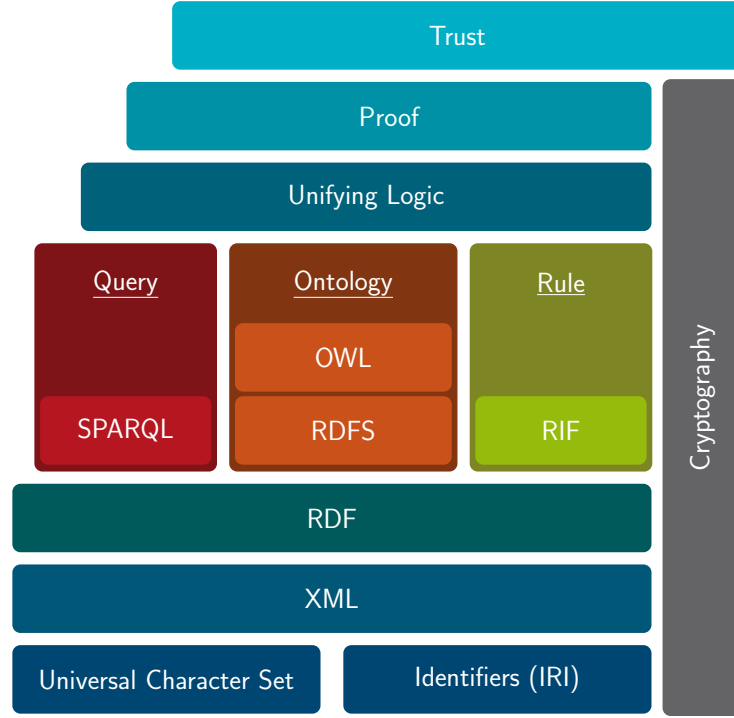 Trust
Proof
Unifying Logic
Query
Ontology
Rule
OWL
SPARQL
RDFS
RIF
Cryptography
RDF
XML
Universal Character Set
Identifiers (IRI)